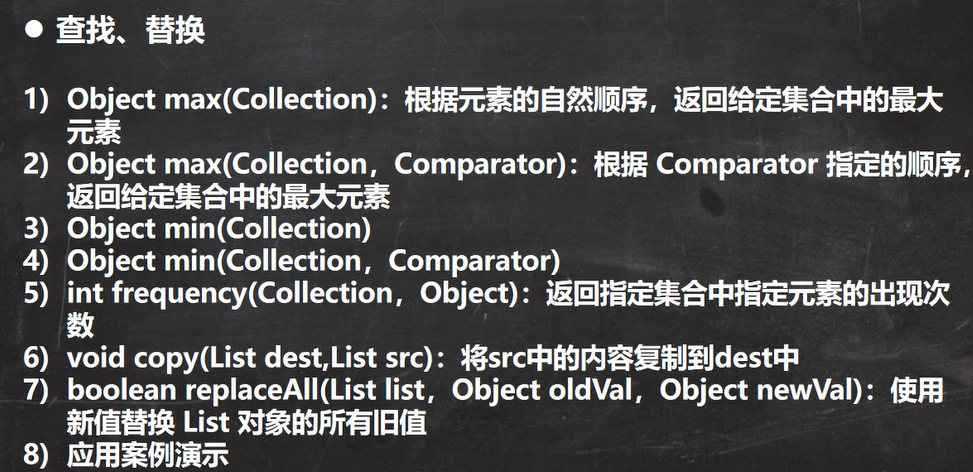 ● 查找、替换
1) Object max(Collection)：根据元素的自然顺序，返回给定集合中的最大
元素
2) Object max(Collection，Comparator)：根据 Comparator 指定的顺序，
返回给定集合中的最大元素
3) Object min(Collection)
4) Object min(Collection，Comparator)
5) int frequency(Collection，Object)：返回指定集合中指定元素的出现次
数
6) void copy(List dest,List src)：将src中的内容复制到dest中
7) boolean replaceAll(List list，Object oldVal，Object newVal)：使用
新值替换 List 对象的所有旧值
8) 应用案例演示